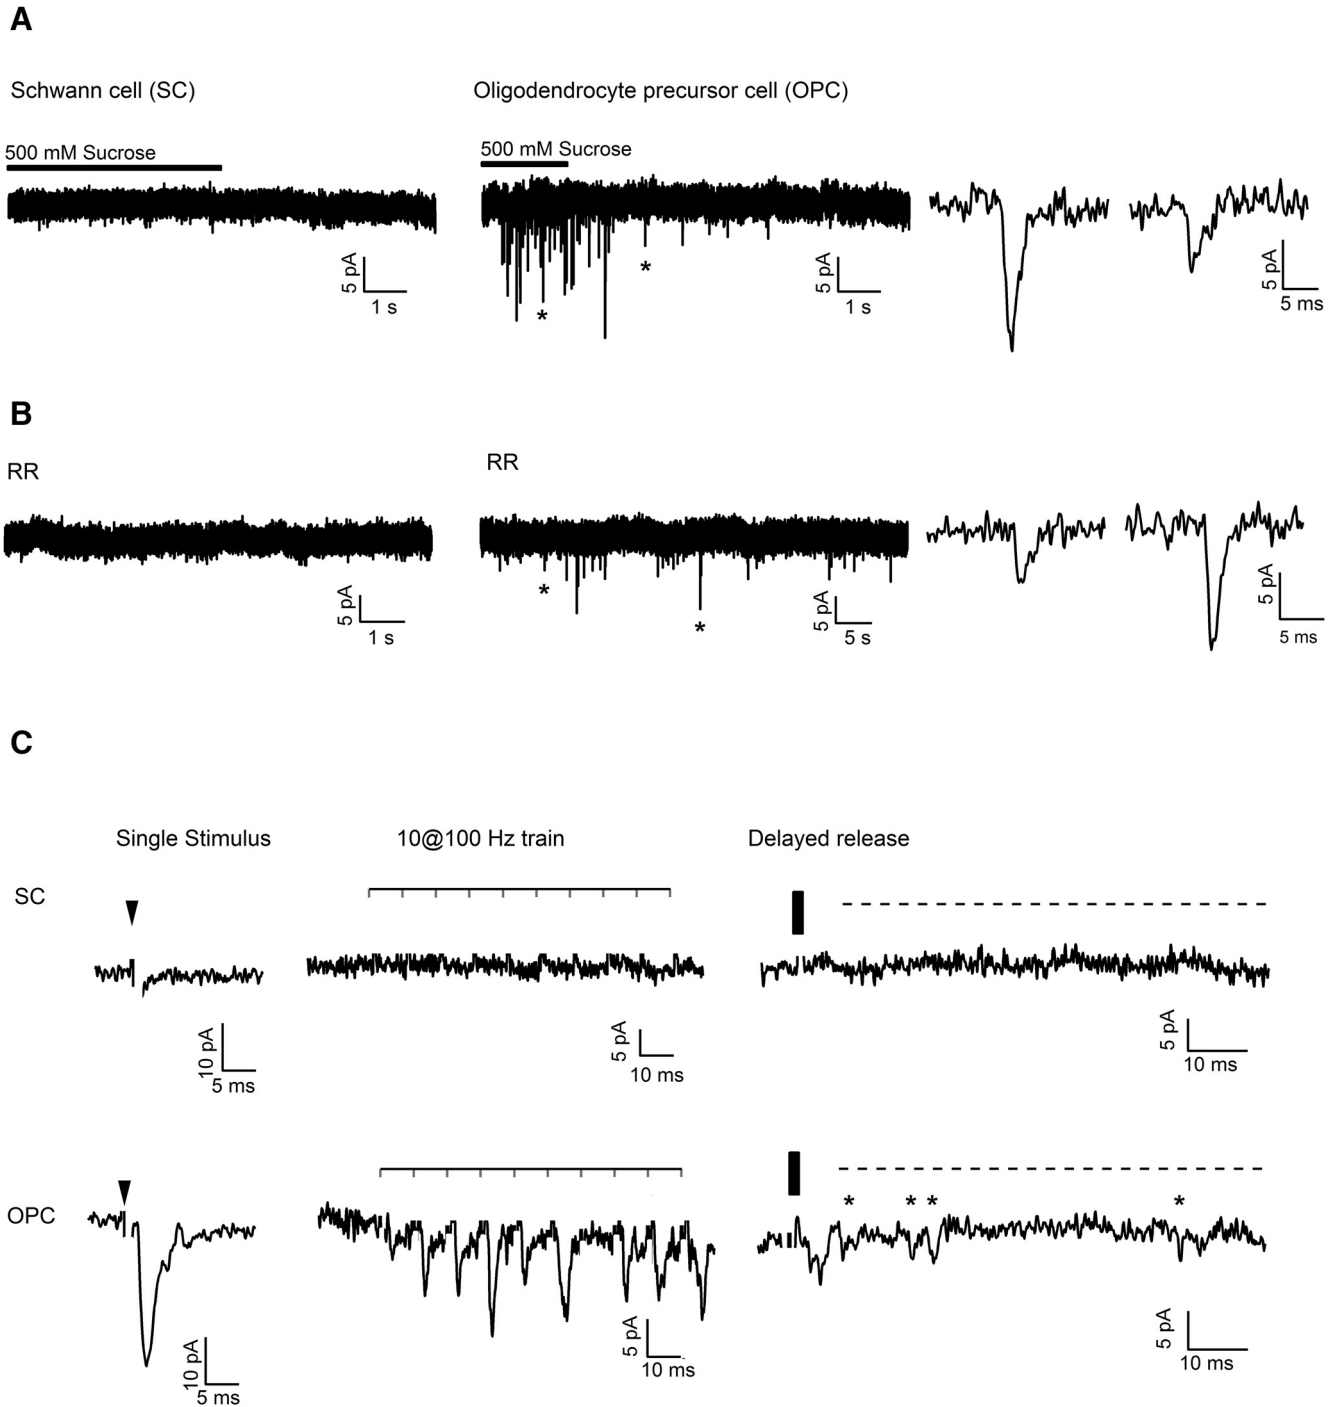 A
Schwann cell (SC)
Oligodendrocyte precursor cell (OPC)
500 mM Sucrose
500 mM Sucrose
5 pA
1 s
*
*
5 pA
1 s
5 pA
5 ms
B
RR
RR
5 pA
1 s
*
*
5 pA
5 s
5 pA
5 ms
C
Single Stimulus
10@100 Hz train
Delayed release
SC
10 pA
5 ms
5 pA
10 ms
5 pA
10 ms
OPC
* * * *
10 pA
5 ms
5 pA
10 ms
5 pA
10 ms